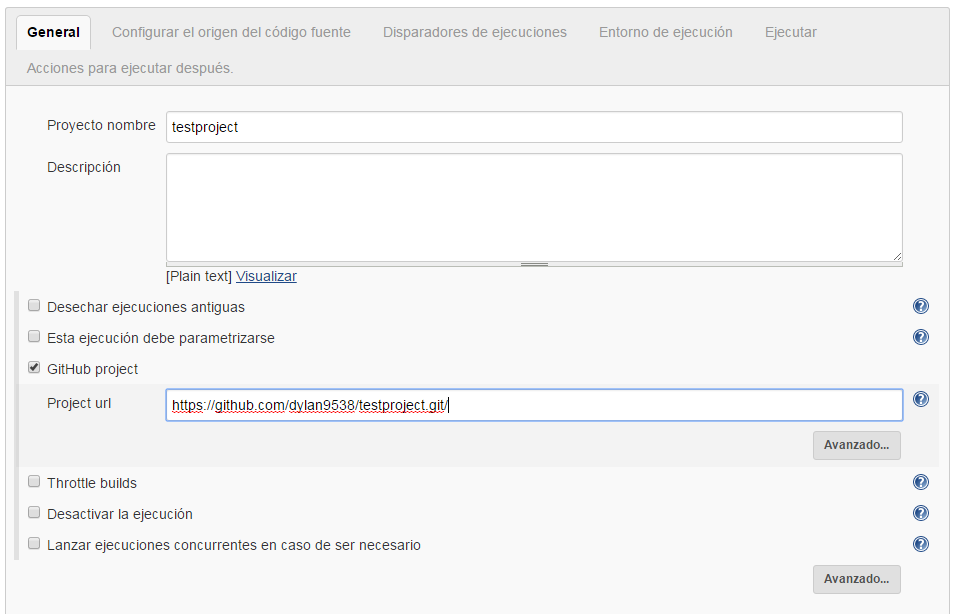 General Configurar el origen del código fuente Disparadores de ejecuciones Entorno de ejecución Ejecutar
Acciones para ejecutar después.
Proyecto nombre testproject
Descripción
[Plain text] Visualizar
Desechar ejecuciones antiguas
Esta ejecución debe parametrizarse
GitHub project
Project url https://github.com/dylan9538/testproject.git/
Avanzado...
Throttle builds
Desactivar la ejecución
Lanzar ejecuciones concurrentes en caso de ser necesario
Avanzado...